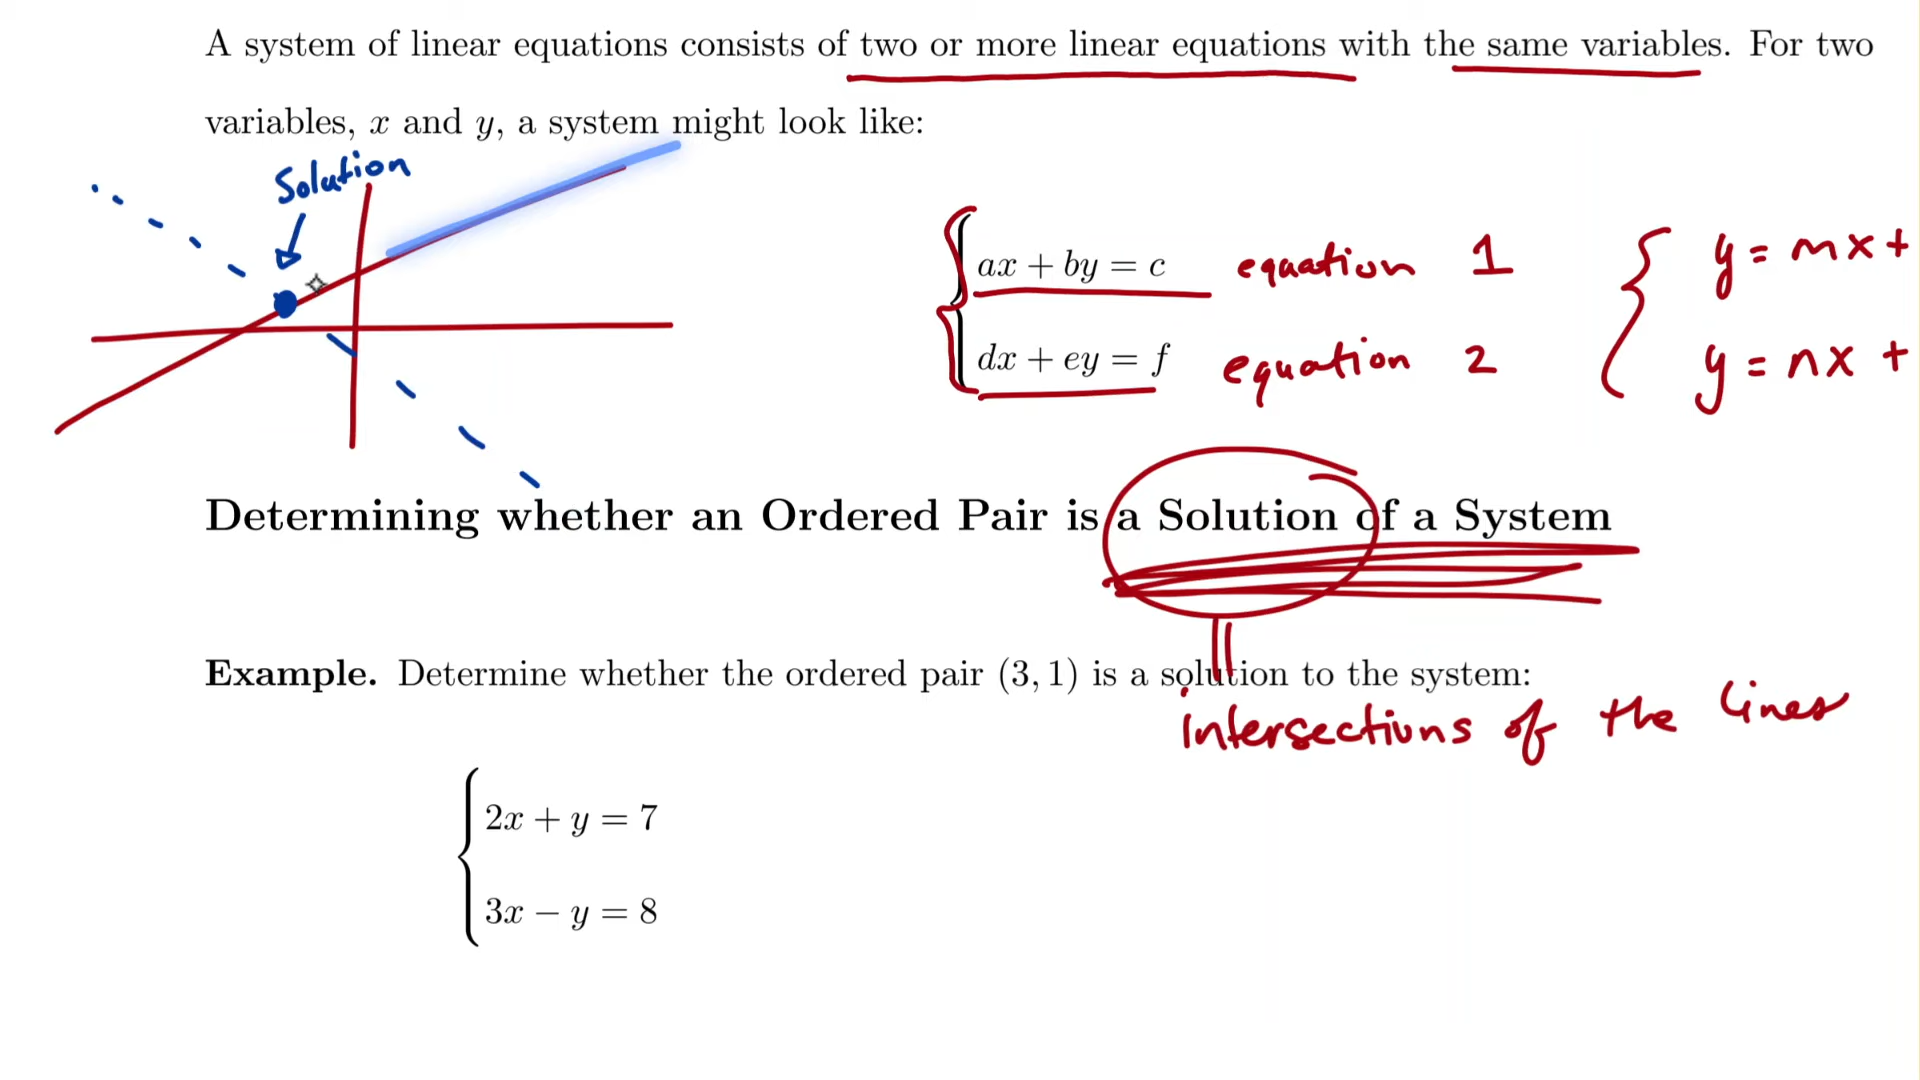 A system of linear equations consists of two or more linear equations with the same variables. For two
variables, x and y, a system might look like:
Solution
ax + by = c equation 1 y = mx +
dx + ey = f equation 2 y = nx +
Determining whether an Ordered Pair is a Solution of a System
Example. Determine whether the ordered pair (3, 1) is a solution to the system:
intersections of the lines
2x + y = 7
3x − y = 8